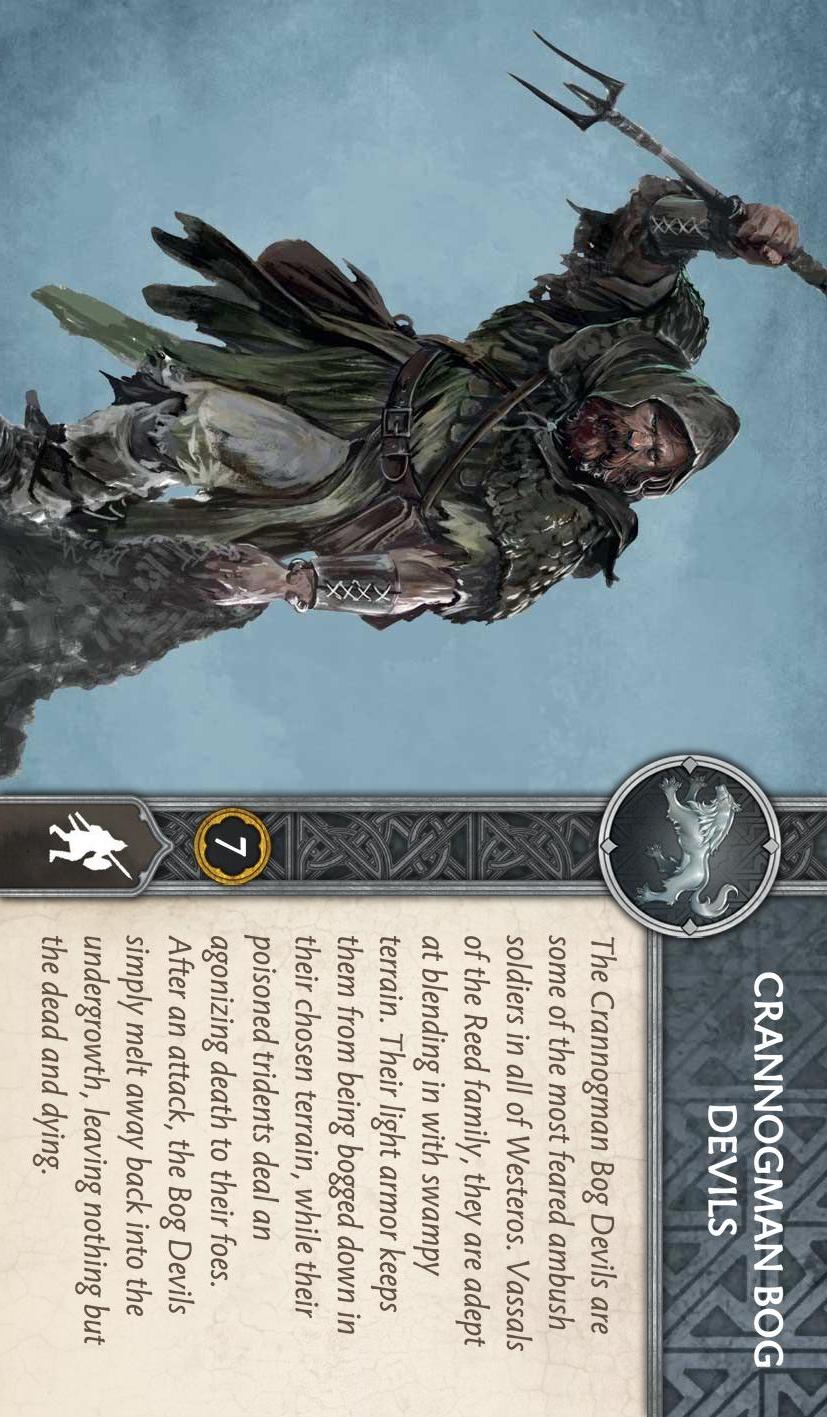 CRANNOGMAN BOG
DEVILS
The Crannogman Bog Devils are
some of the most feared ambush
soldiers in all of Westeros. Vassals
of the Reed family, they are adept
at blending in with swampy
terrain. Their light armor keeps
them from being bogged down in
their chosen terrain, while their
poisoned tridents deal an
agonizing death to their foes.
After an attack, the Bog Devils
simply melt away back into the
undergrowth, leaving nothing but
the dead and dying.
7